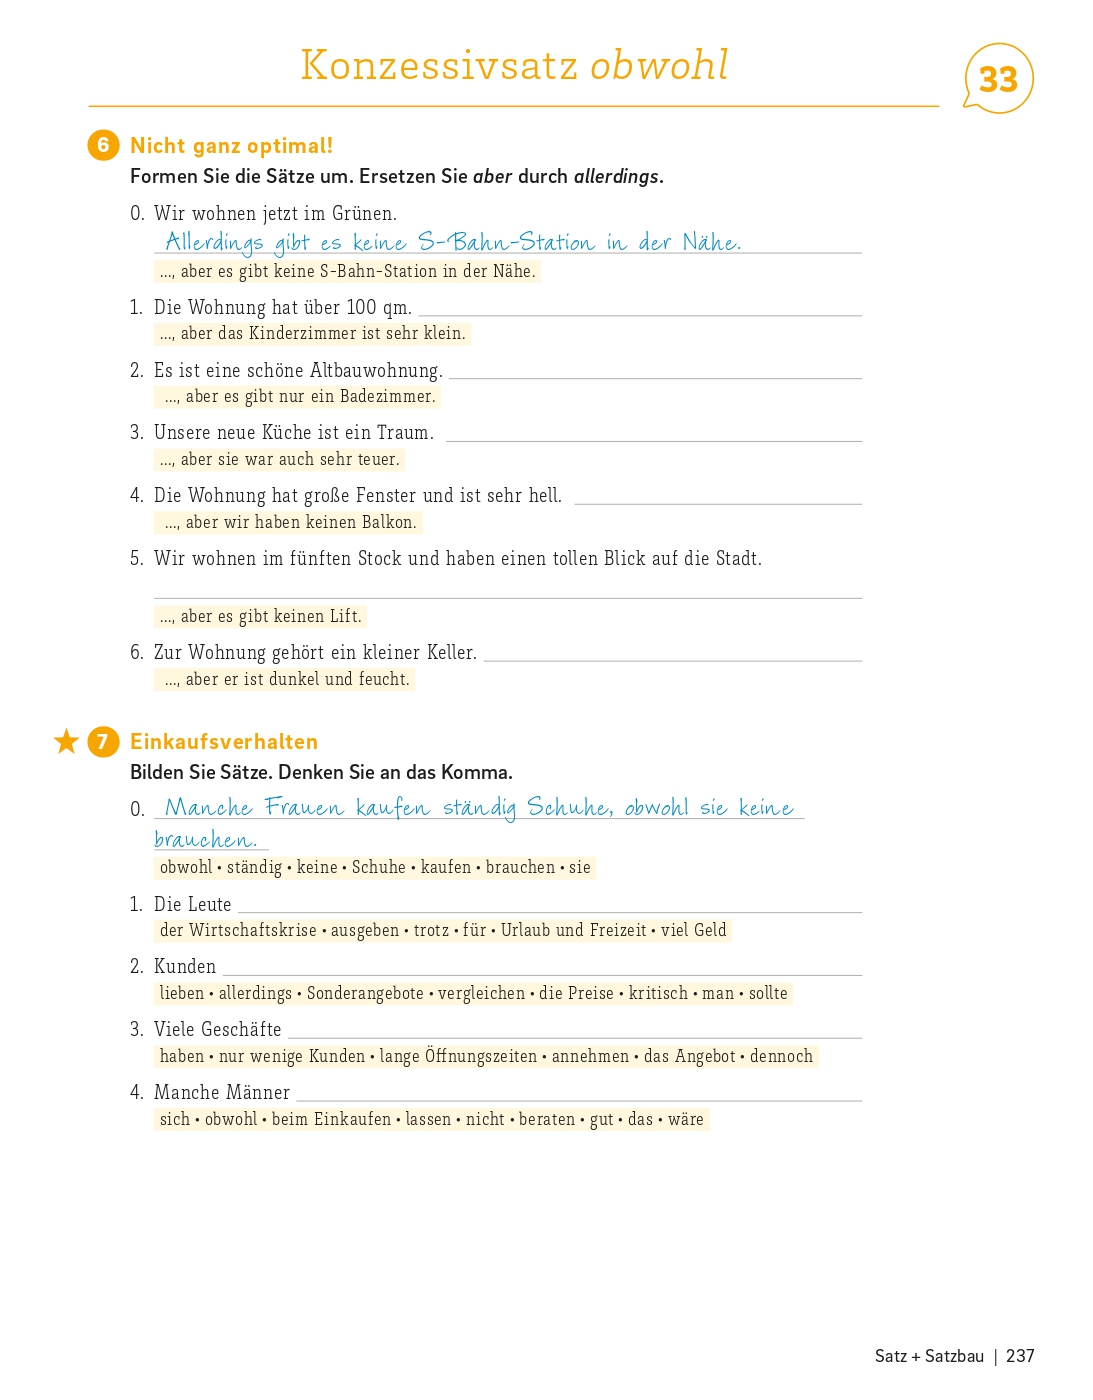 Konzessivsatz obwohl
33
6 Nicht ganz optimal!
Formen Sie die Sätze um. Ersetzen Sie aber durch allerdings.
0. Wir wohnen jetzt im Grünen.
Allerdings gibt es keine S-Bahn-Station in der Nähe.
..., aber es gibt keine S-Bahn-Station in der Nähe.
1. Die Wohnung hat über 100 qm.
..., aber das Kinderzimmer ist sehr klein.
2. Es ist eine schöne Altbauwohnung.
..., aber es gibt nur ein Badezimmer.
3. Unsere neue Küche ist ein Traum.
..., aber sie war auch sehr teuer.
4. Die Wohnung hat große Fenster und ist sehr hell.
..., aber wir haben keinen Balkon.
5. Wir wohnen im fünften Stock und haben einen tollen Blick auf die Stadt.
..., aber es gibt keinen Lift.
6. Zur Wohnung gehört ein kleiner Keller.
..., aber er ist dunkel und feucht.
7 Einkaufsverhalten
Bilden Sie Sätze. Denken Sie an das Komma.
0. Manche Frauen kaufen ständig Schuhe, obwohl sie keine
brauchen.
obwohl • ständig • keine • Schuhe • kaufen • brauchen • sie
1. Die Leute
der Wirtschaftskrise • ausgeben • trotz • für • Urlaub und Freizeit • viel Geld
2. Kunden
lieben • allerdings • Sonderangebote • vergleichen • die Preise • kritisch • man • sollte
3. Viele Geschäfte
haben • nur wenige Kunden • lange Öffnungszeiten • annehmen • das Angebot • dennoch
4. Manche Männer
sich • obwohl • beim Einkaufen • lassen • nicht • beraten • gut • das • wäre
Satz + Satzbau | 237